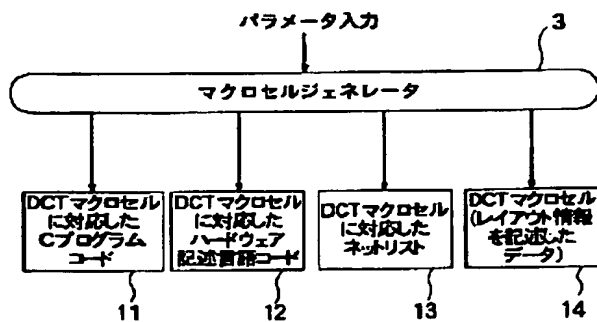 パラメータ入力
3
マクロセルジェネレータ
DCTマクロセル
に対応した
Cプログラム
コード
11
DCTマクロセル
に対応した
ハードウェア
記述言語コード
12
DCTマクロセル
に対応した
ネットリスト
13
DCTマクロセル
(レイアウト情報
を記述した
データ)
14